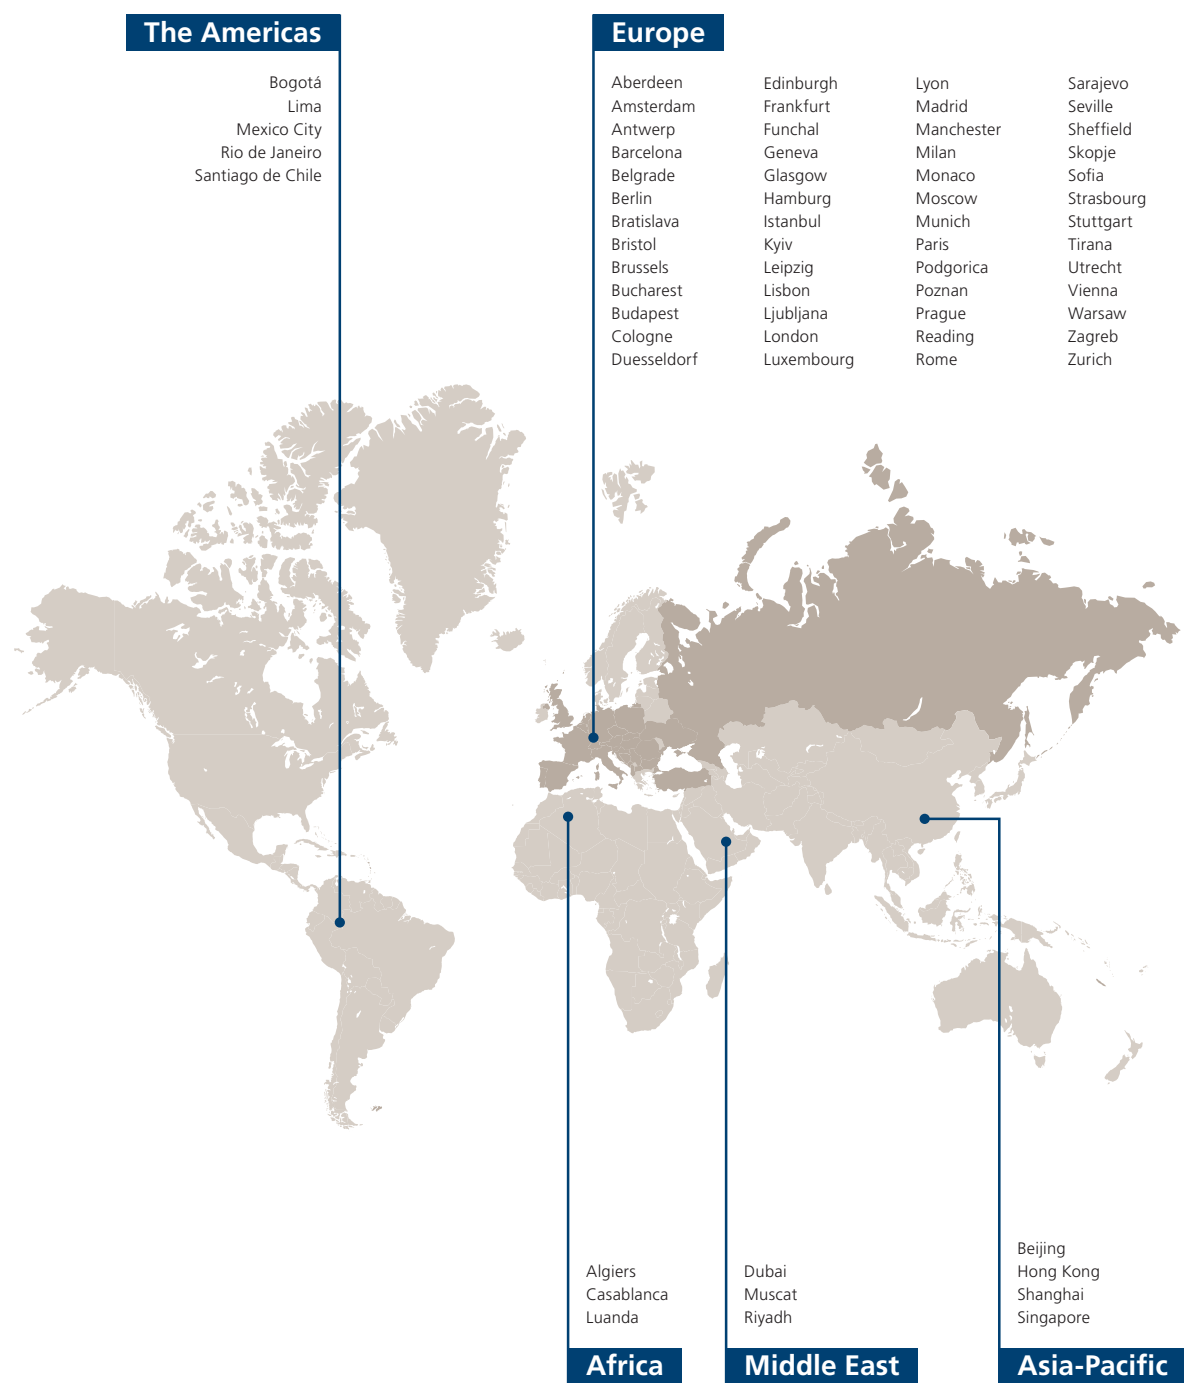 The Americas
Bogotá
Lima
Mexico City
Rio de Janeiro
Santiago de Chile
Europe
Aberdeen
Amsterdam
Antwerp
Barcelona
Belgrade
Berlin
Bratislava
Bristol
Brussels
Bucharest
Budapest
Cologne
Duesseldorf
Edinburgh
Frankfurt
Funchal
Geneva
Glasgow
Hamburg
Istanbul
Kyiv
Leipzig
Lisbon
Ljubljana
London
Luxembourg
Lyon
Madrid
Manchester
Milan
Monaco
Moscow
Munich
Paris
Podgorica
Poznan
Prague
Reading
Rome
Sarajevo
Seville
Sheffield
Skopje
Sofia
Strasbourg
Stuttgart
Tirana
Utrecht
Vienna
Warsaw
Zagreb
Zurich
Algiers
Casablanca
Luanda
Africa
Dubai
Muscat
Riyadh
Middle East
Beijing
Hong Kong
Shanghai
Singapore
Asia-Pacific